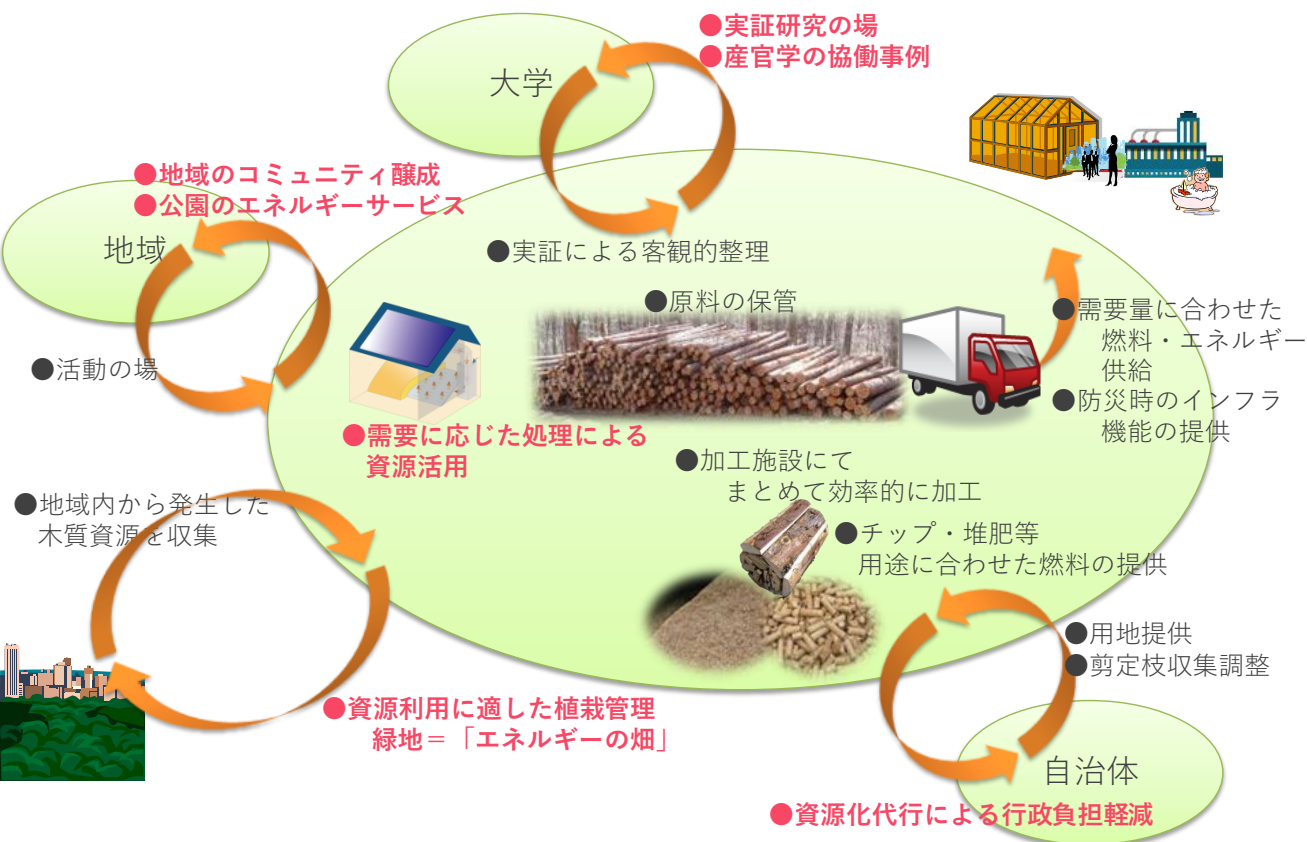 ●実証研究の場
●産官学の協働事例
大学
●地域のコミュニティ醸成
●公園のエネルギーサービス
地域
●実証による客観的整理
●原料の保管
●需要量に合わせた
燃料・エネルギー
供給
●防災時のインフラ
機能の提供
●活動の場
●需要に応じた処理による
資源活用
●加工施設にて
まとめて効率的に加工
●地域内から発生した
木質資源を収集
●チップ・堆肥等
用途に合わせた燃料の提供
●用地提供
●剪定枝収集調整
●資源利用に適した植栽管理
緑地＝「エネルギーの畑」
自治体
●資源化代行による行政負担軽減